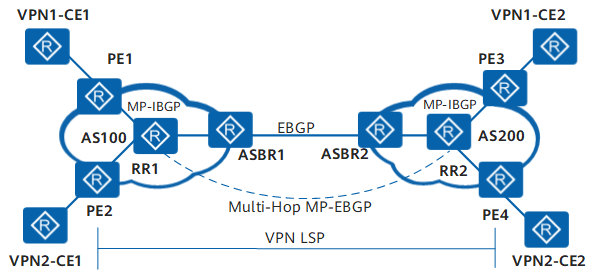 VPN1-CE1
VPN1-CE2
PE1
PE3
R
R
R
R
MP-IBGP
MP-IBGP
AS100
R
R
EBGP
R
R
AS200
ASBR1
ASBR2
RR1
RR2
R
R
PE2
Multi-Hop MP-EBGP
PE4
R
R
VPN LSP
VPN2-CE1
VPN2-CE2